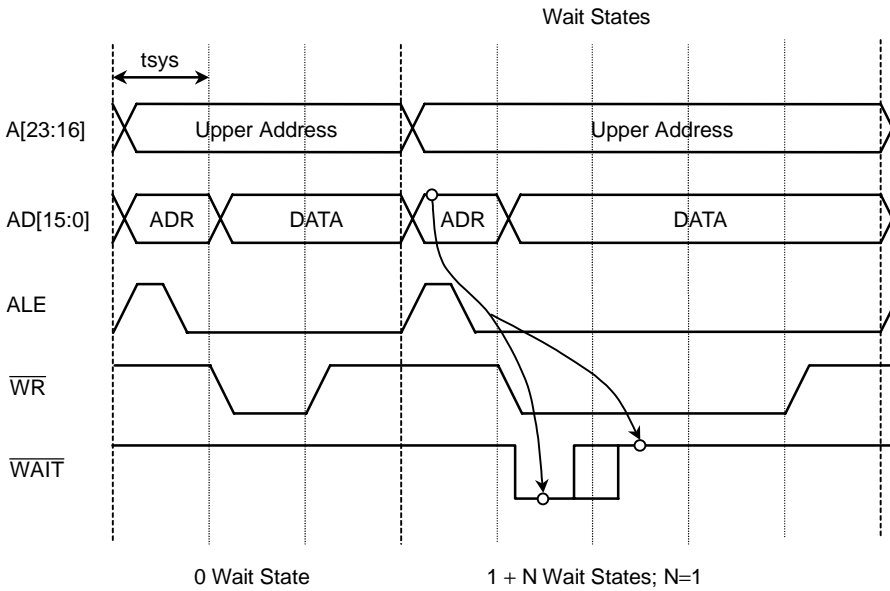 Wait States
tsys
A[23:16] Upper Address Upper Address
AD[15:0] ADR DATA ADR DATA
ALE
WR
WAIT
0 Wait State 1 + N Wait States; N=1